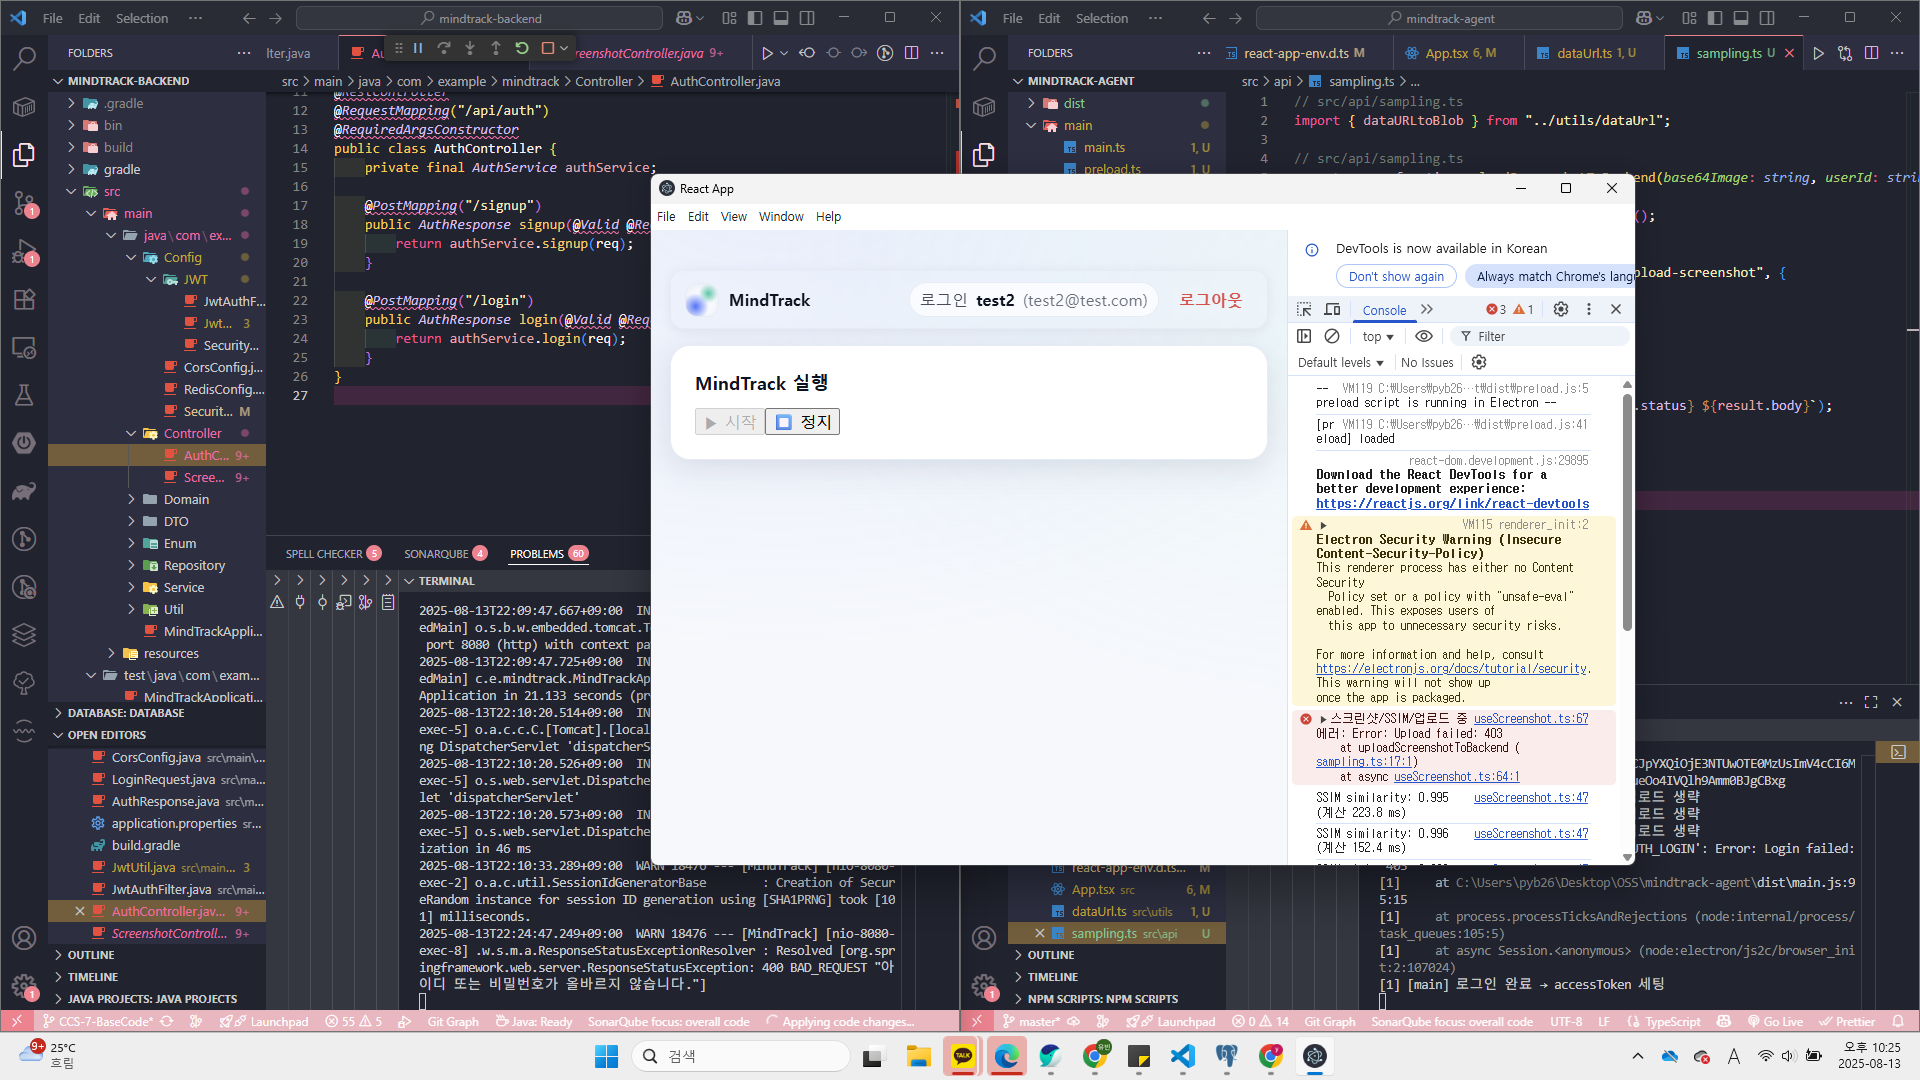 File Edit Selection ··· mindtrack-backend
FOLDERS ···
MINDTRACK-BACKEND
.gradle
bin
build
gradle
src
main
java\com\ex...
Config
JWT
JwtAuthF...
Jwt... 3
Security...
CorsConfig.j...
RedisConfig....
Securit... M
Controller
AuthC... 9+
Scree... 9+
Domain
DTO
Enum
Repository
Service
Util
MindTrackAppli...
resources
test\java\com\exam...
MindTrackApplicati...
DATABASE: DATABASE
OPEN EDITORS
CorsConfig.java src\main\...
LoginRequest.java src\ma...
AuthResponse.java src\m...
application.properties sr...
build.gradle
JwtUtil.java src\main... 3
JwtAuthFilter.java src\mai...
AuthController.jav... 9+
ScreenshotControll... 9+
OUTLINE
TIMELINE
JAVA PROJECTS: JAVA PROJECTS
lter.java
Au
reenshotController.java 9+
src > main > java > com > example > mindtrack > Controller > AuthController.java
11 @RestController
12 @RequestMapping("/api/auth")
13 @RequiredArgsConstructor
14 public class AuthController {
15 private final AuthService authService;
16
17 @PostMapping("/signup")
18 public AuthResponse signup(@Valid @Re
19 return authService.signup(req);
20 }
21
22 @PostMapping("/login")
23 public AuthResponse login(@Valid @Req
24 return authService.login(req);
25 }
26 }
27
SPELL CHECKER 5 SONARQUBE 4 PROBLEMS 60
TERMINAL
2025-08-13T22:09:47.667+09:00 IN
edMain] o.s.b.w.embedded.tomcat.T
port 8080 (http) with context pa
2025-08-13T22:09:47.725+09:00 IN
edMain] c.e.mindtrack.MindTrackAp
Application in 21.133 seconds (pr
2025-08-13T22:10:20.514+09:00 IN
exec-5] o.a.c.c.C.[Tomcat].[local
ng DispatcherServlet 'dispatcherS
2025-08-13T22:10:20.526+09:00 IN
exec-5] o.s.web.servlet.Dispatche
let 'dispatcherServlet'
2025-08-13T22:10:20.573+09:00 IN
exec-5] o.s.web.servlet.Dispatche
ization in 46 ms
2025-08-13T22:10:33.289+09:00 WARN 18476 --- [MindTrack] [nio-8080-
exec-2] o.a.c.util.SessionIdGeneratorBase : Creation of Secur
eRandom instance for session ID generation using [SHA1PRNG] took [10
1] milliseconds.
2025-08-13T22:24:47.249+09:00 WARN 18476 --- [MindTrack] [nio-8080-
exec-8] .w.s.m.a.ResponseStatusExceptionResolver : Resolved [org.spr
ingframework.web.server.ResponseStatusException: 400 BAD_REQUEST "아
이디 또는 비밀번호가 올바르지 않습니다."]
CCS-7-BaseCode* Launchpad 55 5 Git Graph Java: Ready SonarQube focus: overall code Applying code changes...
File Edit Selection ··· mindtrack-agent
FOLDERS ···
MINDTRACK-AGENT
dist
main
main.ts 1, U
preload.ts 1, U
react-app-env.d.ts M App.tsx 6, M dataUrl.ts 1, U sampling.ts U
src > api > sampling.ts > ...
1 // src/api/sampling.ts
2 import { dataURLtoBlob } from "../utils/dataUrl";
3
4 // src/api/sampling.ts
end(base64Image: string, userId: stri
();
pload-screenshot", {
.status} ${result.body}`);
React App
File Edit View Window Help
MindTrack
로그인 test2 (test2@test.com)
로그아웃
MindTrack 실행
▶ 시작
정지
DevTools is now available in Korean
Don't show again Always match Chrome's lang
Console 3 1
top Filter
Default levels No Issues
-- VM119 C:￦Users￦pyb26…t￦dist￦preload.js:5
preload script is running in Electron --
[pr VM119 C:￦Users￦pyb26…￦dist￦preload.js:41
eload] loaded
react-dom.development.js:29895
Download the React DevTools for a
better development experience:
https://reactjs.org/link/react-devtools
VM115 renderer_init:2
Electron Security Warning (Insecure
Content-Security-Policy)
This renderer process has either no Content
Security
Policy set or a policy with "unsafe-eval"
enabled. This exposes users of
this app to unnecessary security risks.
For more information and help, consult
https://electronjs.org/docs/tutorial/security.
This warning will not show up
once the app is packaged.
스크린샷/SSIM/업로드 중 useScreenshot.ts:67
에러: Error: Upload failed: 403
at uploadScreenshotToBackend (
sampling.ts:17:1)
at async useScreenshot.ts:64:1
SSIM similarity: 0.995 useScreenshot.ts:47
(계산 223.8 ms)
SSIM similarity: 0.996 useScreenshot.ts:47
(계산 152.4 ms)
react-app-env.d.ts... M
App.tsx src 6, M
dataUrl.ts src\utils 1, U
sampling.ts src\api U
OUTLINE
TIMELINE
NPM SCRIPTS: NPM SCRIPTS
로드 생략
로드 생략
로드 생략
UTH_LOGIN': Error: Login failed:
[1] at C:\Users\pyb26\Desktop\OSS\mindtrack-agent\dist\main.js:9
5:15
[1] at process.processTicksAndRejections (node:internal/process/
task_queues:105:5)
[1] at async Session.<anonymous> (node:electron/js2c/browser_ini
t:2:107024)
[1] [main] 로그인 완료 → accessToken 세팅
master* Launchpad 0 14 Git Graph SonarQube focus: overall code UTF-8 LF {} TypeScript Go Live Prettier
9+ 25°C
흐림
검색
TALK
A
오후 10:25
2025-08-13